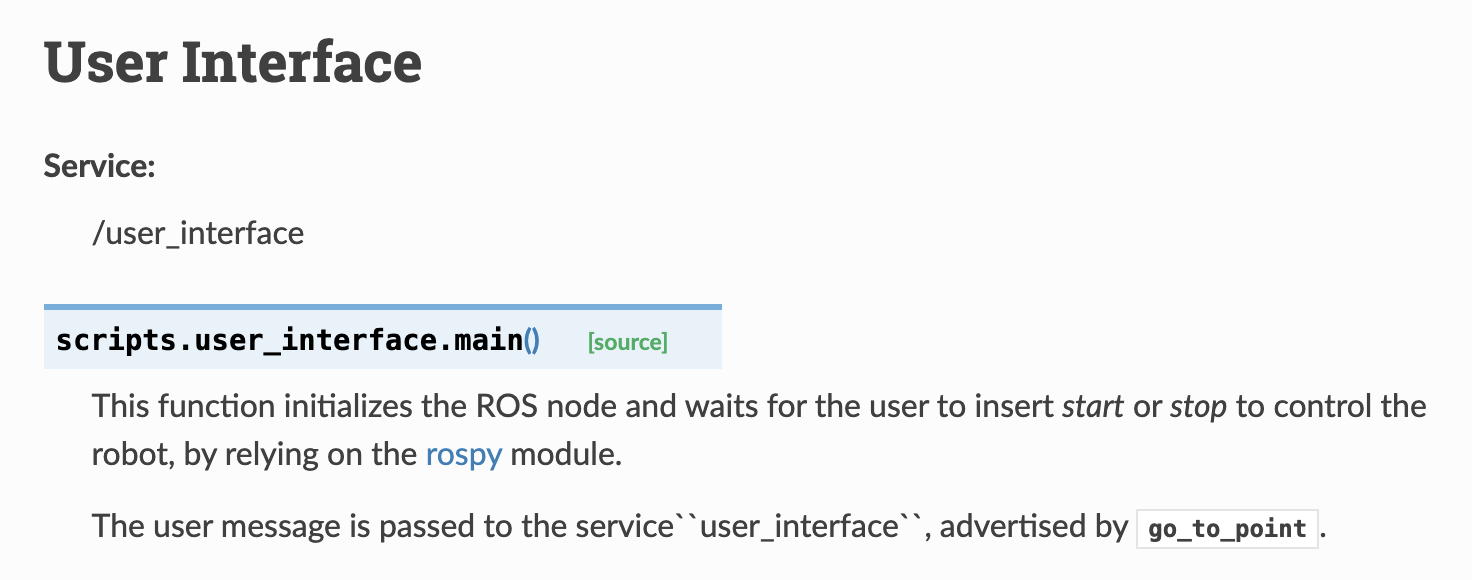 User Interface
Service:
/user_interface
scripts.user_interface.main() [source]
This function initializes the ROS node and waits for the user to insert start or stop to control the
robot, by relying on the rospy module.
The user message is passed to the service``user_interface``, advertised by go_to_point.